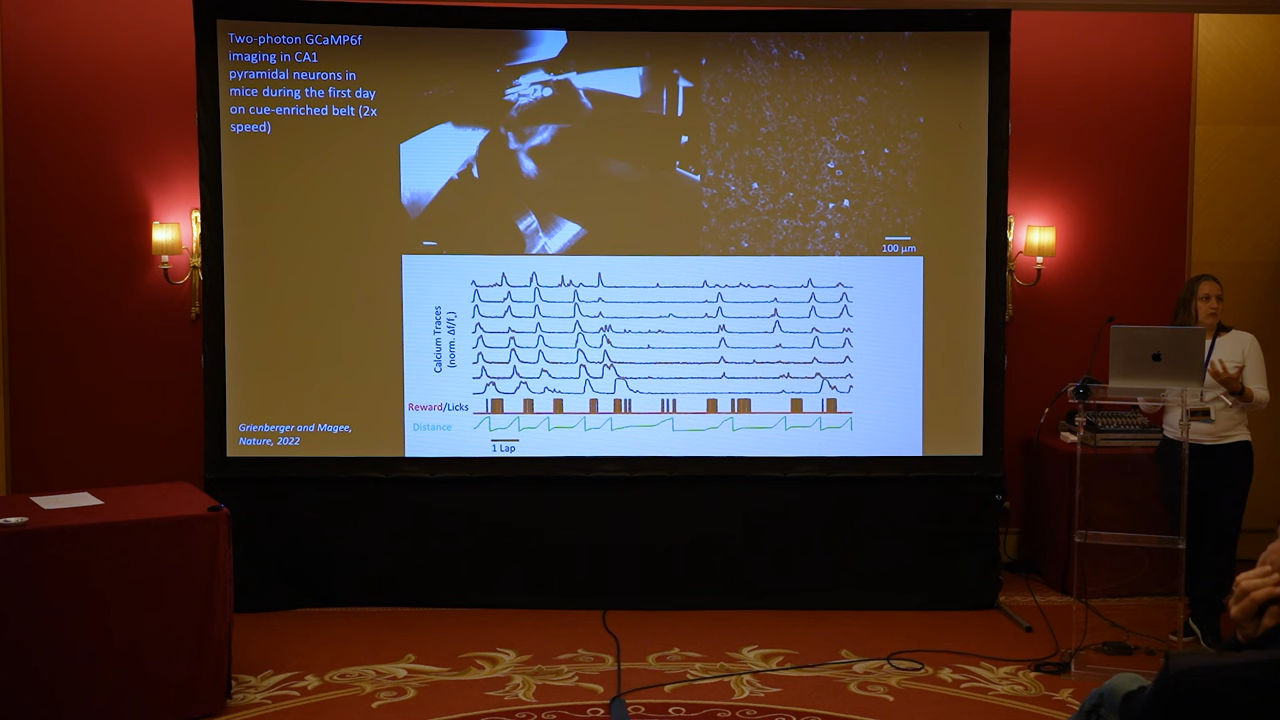 Two-photon GCaMP6f
imaging in CA1
pyramidal neurons in
mice during the first day
on cue-enriched belt (2x
speed)
100 µm
Calcium Traces
(norm. Δf/f₀)
Reward/Licks
Distance
1 Lap
Grienberger and Magee,
Nature, 2022